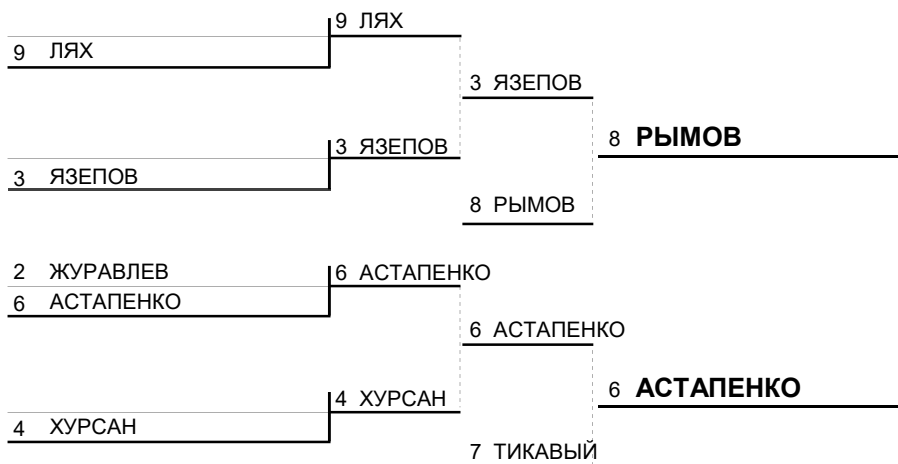 9 ЛЯХ
9 ЛЯХ
3 ЯЗЕПОВ
8 РЫМОВ
3 ЯЗЕПОВ
3 ЯЗЕПОВ
8 РЫМОВ
2 ЖУРАВЛЕВ
6 АСТАПЕНКО
6 АСТАПЕНКО
6 АСТАПЕНКО
6 АСТАПЕНКО
4 ХУРСАН
4 ХУРСАН
7 ТИКАВЫЙ